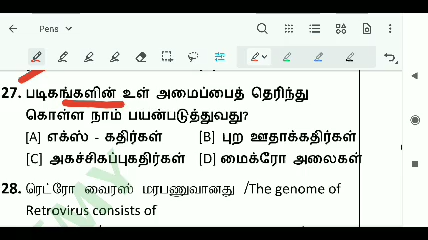 Pens
27. படிகங்களின் உள் அமைப்பைத் தெரிந்து
கொள்ள நாம் பயன்படுத்துவது?
[A] எக்ஸ் - கதிர்கள் [B] புற ஊதாக்கதிர்கள்
[C] அகச்சிகப்புகதிர்கள் [D] மைக்ரோ அலைகள்
28. ரெட்ரோ வைரஸ் மரபணுவானது /The genome of
Retrovirus consists of